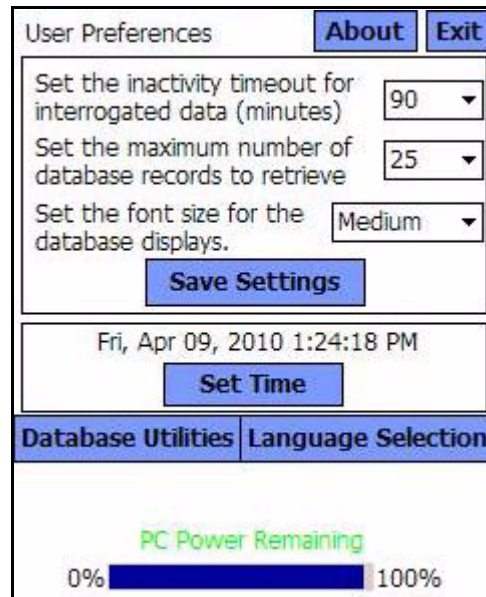 User Preferences About Exit
Set the inactivity timeout for
interrogated data (minutes) 90
Set the maximum number of
database records to retrieve 25
Set the font size for the
database displays. Medium
Save Settings
Fri, Apr 09, 2010 1:24:18 PM
Set Time
Database Utilities Language Selection
PC Power Remaining
0% 100%